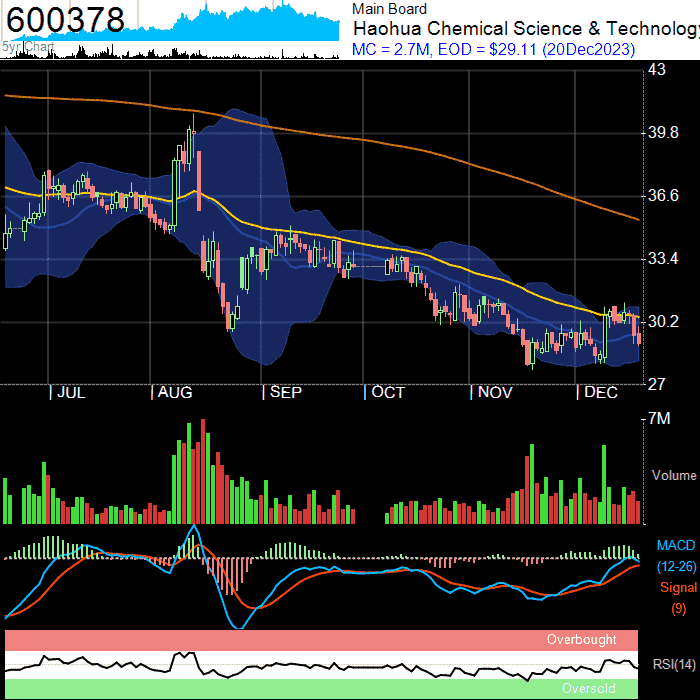 600378
5yr Chart
Main Board
Haohua Chemical Science & Technology
MC = 2.7M, EOD = $29.11 (20Dec2023)
43
39.8
36.6
33.4
30.2
27
JUL
AUG
SEP
OCT
NOV
DEC
7M
Volume
MACD
(12-26)
Signal
(9)
Overbought
RSI(14)
Oversold